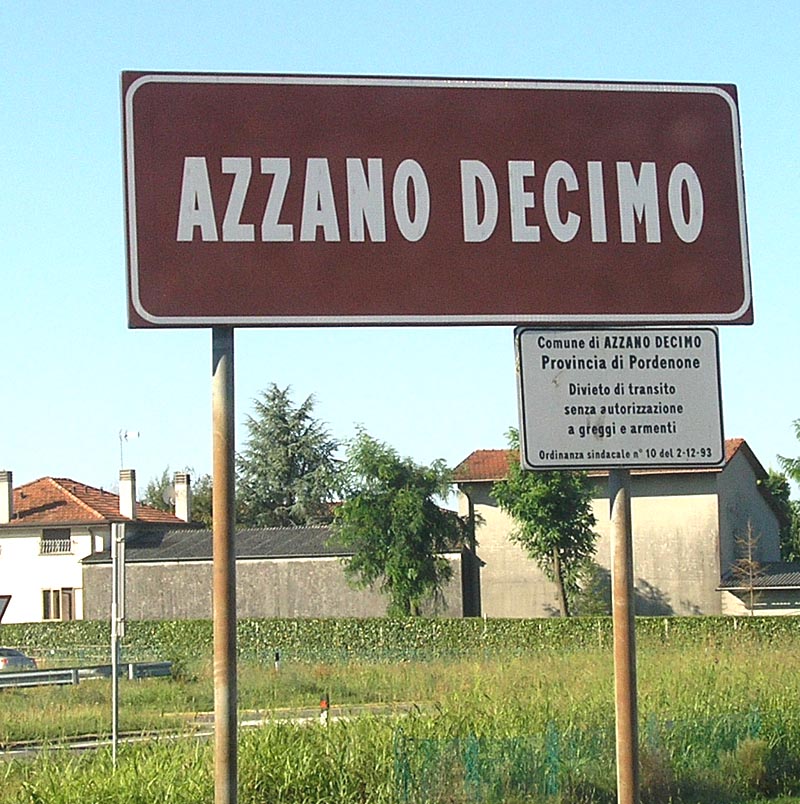 AZZANO DECIMO
Comune di AZZANO DECIMO
Provincia di Pordenone
Divieto di transito
senza autorizzazione
a greggi e armenti
Ordinanza sindacale n° 10 del 2-12-93